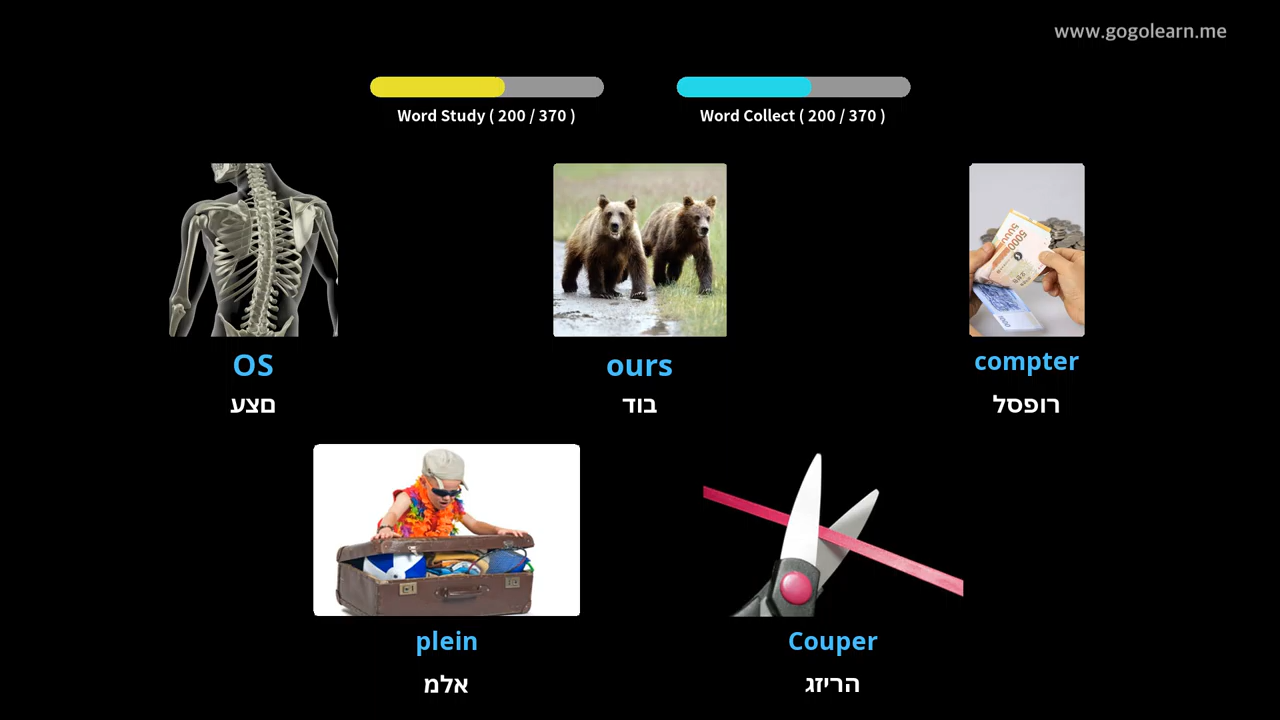 www.gogolearn.me
Word Study ( 200 / 370 )
Word Collect ( 200 / 370 )
OS
םצע
ours
בוד
compter
רופסל
plein
אלמ
Couper
הריזג